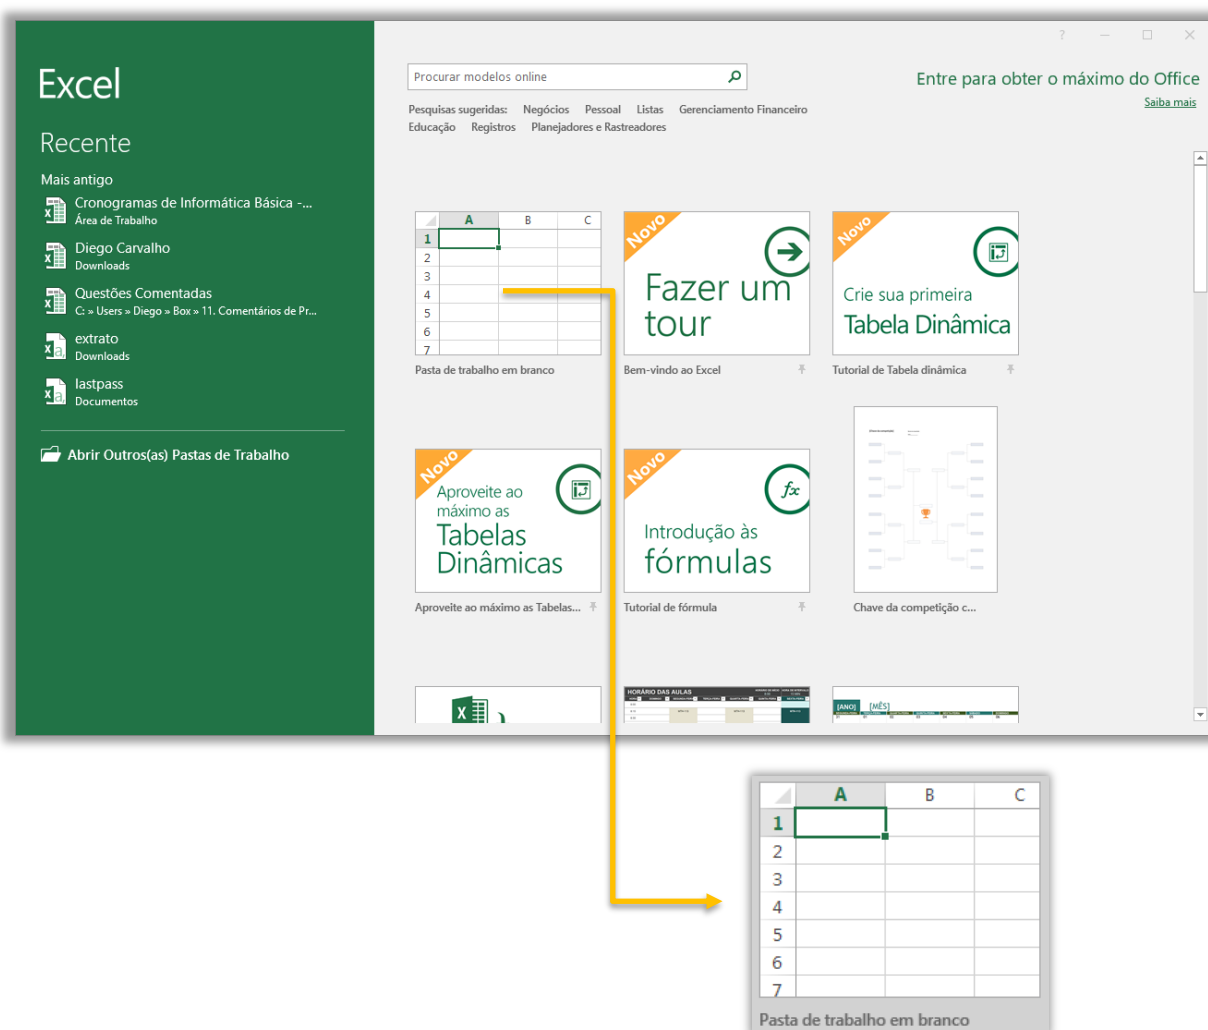 Excel
Recente
Mais antigo
Cronogramas de Informática Básica -...
Área de Trabalho
Diego Carvalho
Downloads
Questões Comentadas
C: » Users » Diego » Box » 11. Comentários de Pr...
extrato
Downloads
lastpass
Documentos
Abrir Outros(as) Pastas de Trabalho
?
Procurar modelos online
Entre para obter o máximo do Office
Saiba mais
Pesquisas sugeridas: Negócios Pessoal Listas Gerenciamento Financeiro
Educação Registros Planejadores e Rastreadores
A B C
1
2
3
4
5
6
7
Pasta de trabalho em branco
Novo
Fazer um
tour
Bem-vindo ao Excel
Novo
Crie sua primeira
Tabela Dinâmica
Tutorial de Tabela dinâmica
Novo
Aproveite ao
máximo as
Tabelas
Dinâmicas
Aproveite ao máximo as Tabelas...
Novo
fx
Introdução às
fórmulas
Tutorial de fórmula
Chave da competição c...
X
HORÁRIO DAS AULAS
[ANO] [MÊS]
A B C
1
2
3
4
5
6
7
Pasta de trabalho em branco